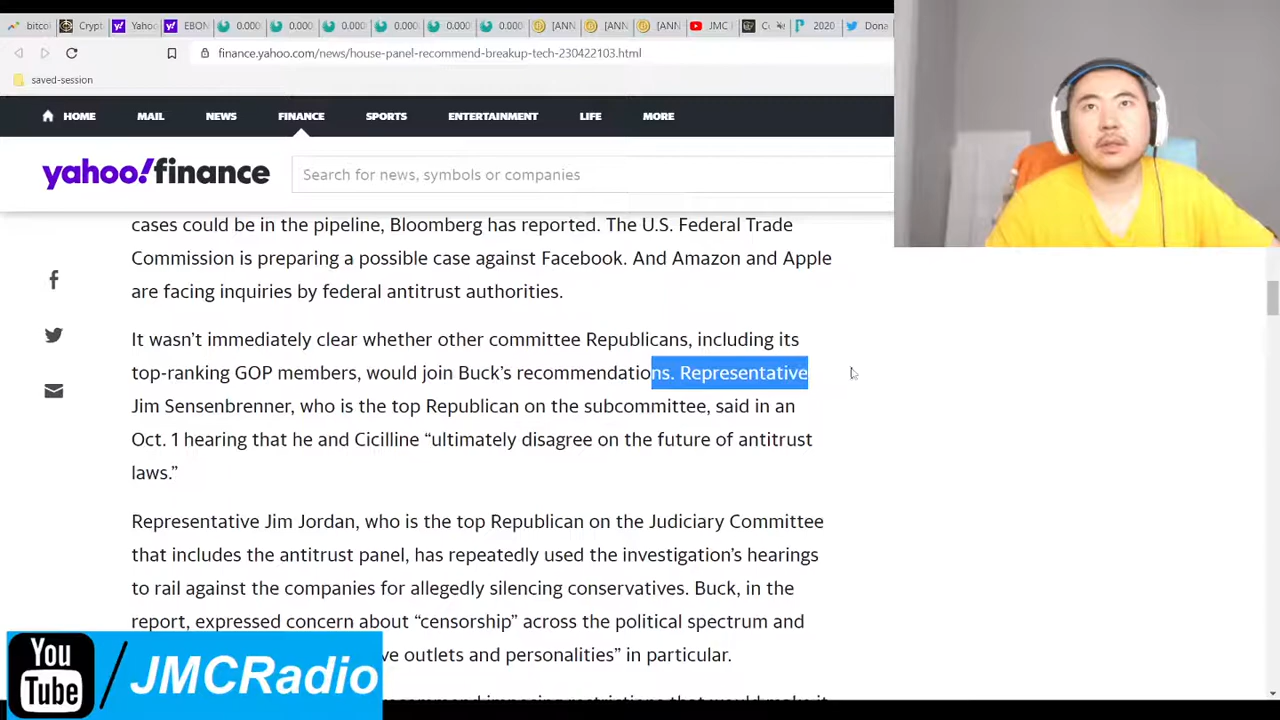 bitcoi
Crypt
Yahoo
EBON
0.000
0.000
0.000
0.000
0.000
0.000
[ANN
[ANN
[ANN
JMC
2020
Dona
finance.yahoo.com/news/house-panel-recommend-breakup-tech-230422103.html
saved-session
HOME MAIL NEWS FINANCE SPORTS ENTERTAINMENT LIFE MORE
yahoo!finance
Search for news, symbols or companies
cases could be in the pipeline, Bloomberg has reported. The U.S. Federal Trade
Commission is preparing a possible case against Facebook. And Amazon and Apple
are facing inquiries by federal antitrust authorities.
It wasn’t immediately clear whether other committee Republicans, including its
top-ranking GOP members, would join Buck’s recommendations. Representative
Jim Sensenbrenner, who is the top Republican on the subcommittee, said in an
Oct. 1 hearing that he and Cicilline “ultimately disagree on the future of antitrust
laws.”
Representative Jim Jordan, who is the top Republican on the Judiciary Committee
that includes the antitrust panel, has repeatedly used the investigation’s hearings
to rail against the companies for allegedly silencing conservatives. Buck, in the
report, expressed concern about “censorship” across the political spectrum and
ve outlets and personalities” in particular.
You
Tube
/JMCRadio